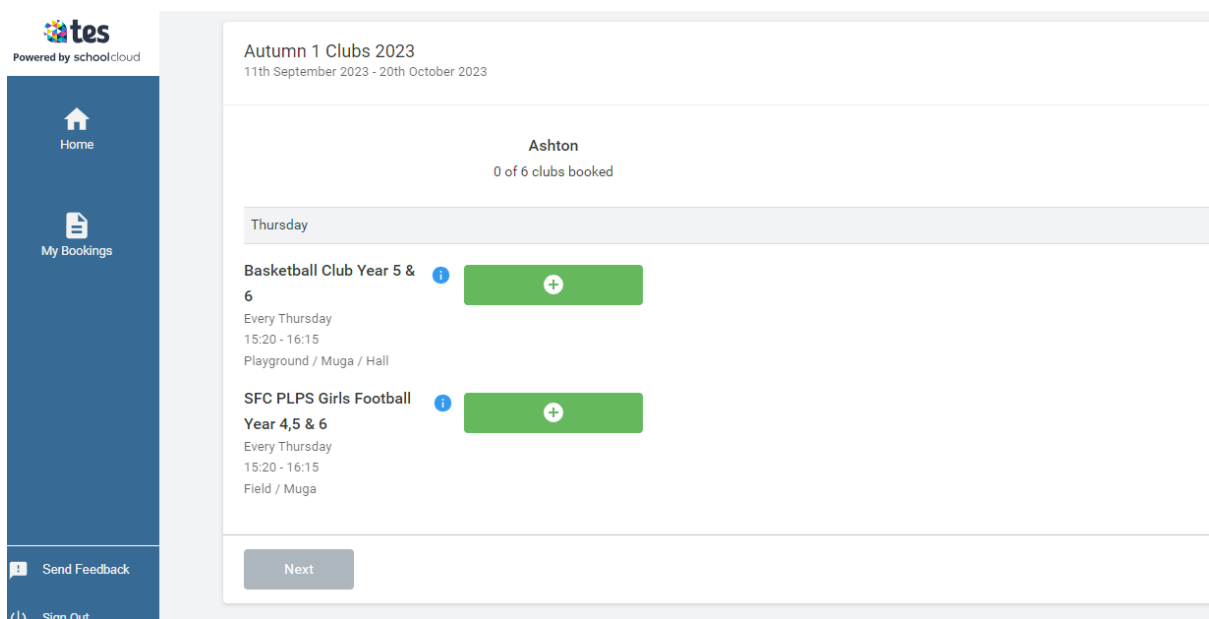 tes
Powered by schoolcloud
Home
My Bookings
Send Feedback
Sign Out
Autumn 1 Clubs 2023
11th September 2023 - 20th October 2023
Ashton
0 of 6 clubs booked
Thursday
Basketball Club Year 5 &
6
Every Thursday
15:20 - 16:15
Playground / Muga / Hall
SFC PLPS Girls Football
Year 4,5 & 6
Every Thursday
15:20 - 16:15
Field / Muga
Next